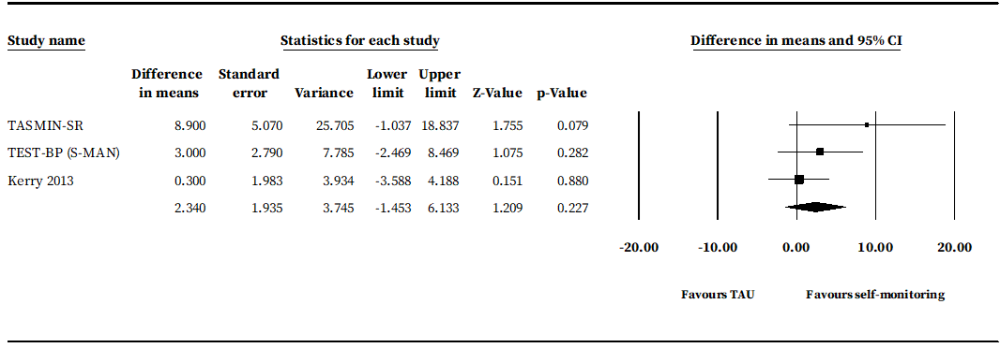 Study name Statistics for each study Difference in means and 95% CI
Difference Standard Lower Upper
in means error Variance limit limit Z-Value p-Value
TASMIN-SR 8.900 5.070 25.705 -1.037 18.837 1.755 0.079
TEST-BP (S-MAN) 3.000 2.790 7.785 -2.469 8.469 1.075 0.282
Kerry 2013 0.300 1.983 3.934 -3.588 4.188 0.151 0.880
2.340 1.935 3.745 -1.453 6.133 1.209 0.227
-20.00 -10.00 0.00 10.00 20.00
Favours TAU Favours self-monitoring